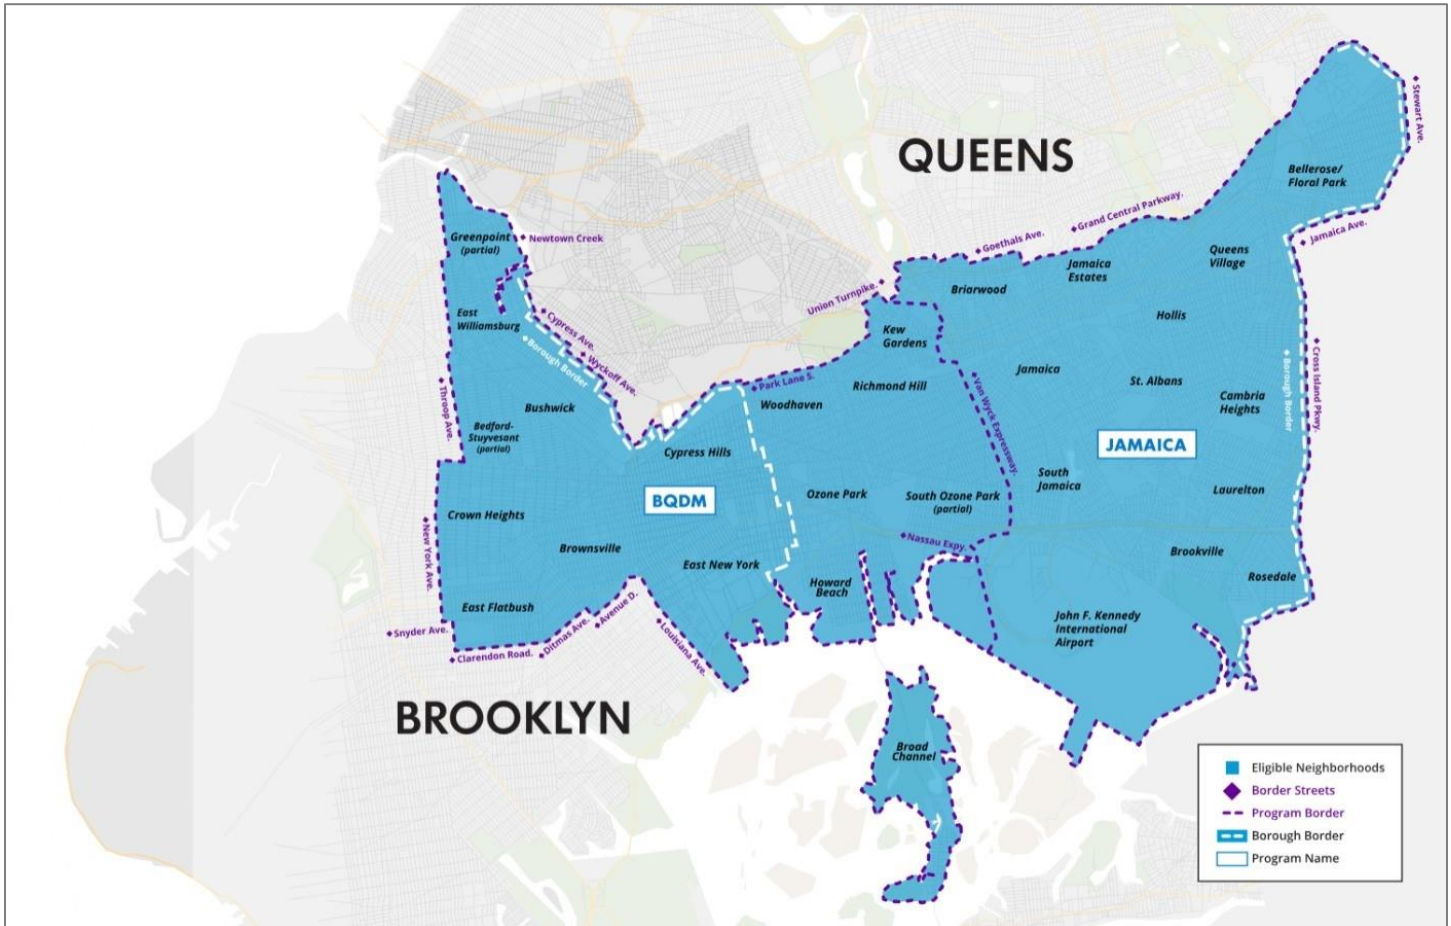 QUEENS
Stewart Ave.
Bellerose/
Floral Park
Grand Central Parkway.
Jamaica Ave.
Goethals Ave.
Greenpoint
(partial)
Newtown Creek
Queens
Village
Jamaica
Estates
Briarwood
Union Turnpike.
East
Williamsburg
Cypress Ave.
Borough Border
Wyckoff Ave.
Hollis
Kew
Gardens
Park Lane S.
Richmond Hill
Jamaica
St. Albans
Cambria
Heights
Borough Border
Cross Island Pkwy.
Van Wyck Expressway.
Throop Ave.
Bushwick
Woodhaven
Bedford-
Stuyvesant
(partial)
Cypress Hills
JAMAICA
BQDM
Ozone Park
South Ozone Park
(partial)
South
Jamaica
Laurelton
Crown Heights
New York Ave.
Brownsville
East New York
Nassau Expy.
Brookville
Rosedale
Howard
Beach
East Flatbush
John F. Kennedy
International
Airport
Snyder Ave.
Clarendon Road.
Ditmas Ave.
Avenue D.
Louisiana Ave.
BROOKLYN
Broad
Channel
Eligible Neighborhoods
Border Streets
Program Border
Borough Border
Program Name